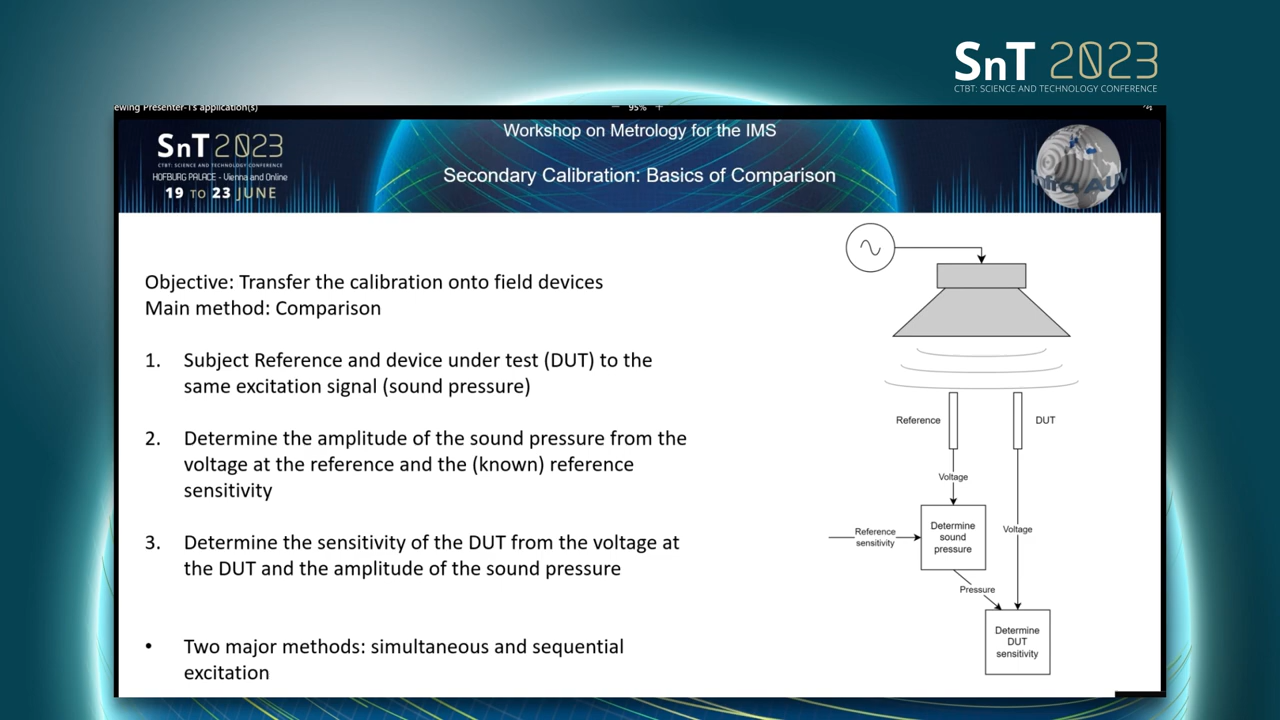 SnT 2023
CTBT: SCIENCE AND TECHNOLOGY CONFERENCE
ewing Presenter-1's application(s)
95%
SnT 2023
CTBT: SCIENCE AND TECHNOLOGY CONFERENCE
HOFBURG PALACE - Vienna and Online
19 TO 23 JUNE
Workshop on Metrology for the IMS
Secondary Calibration: Basics of Comparison
Objective: Transfer the calibration onto field devices
Main method: Comparison
1. Subject Reference and device under test (DUT) to the
same excitation signal (sound pressure)
2. Determine the amplitude of the sound pressure from the
voltage at the reference and the (known) reference
sensitivity
3. Determine the sensitivity of the DUT from the voltage at
the DUT and the amplitude of the sound pressure
• Two major methods: simultaneous and sequential
excitation
Reference
DUT
Voltage
Reference
sensitivity
Determine
sound
pressure
Voltage
Pressure
Determine
DUT
sensitivity